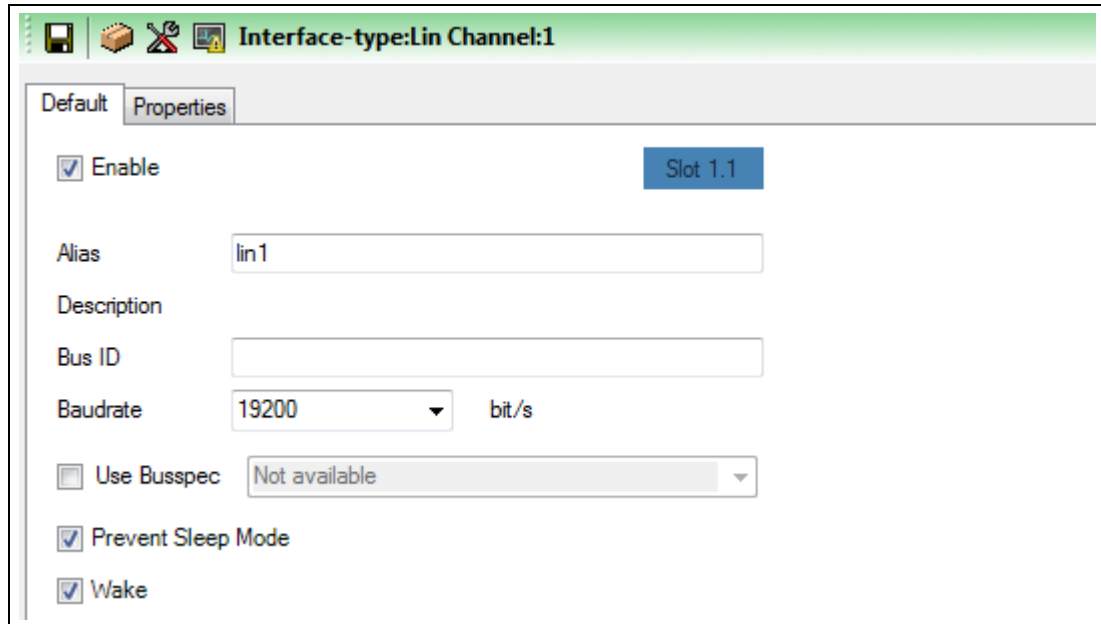 Interface-type:Lin Channel:1
Default Properties
Enable Slot 1.1
Alias lin1
Description
Bus ID
Baudrate 19200 bit/s
Use Busspec Not available
Prevent Sleep Mode
Wake